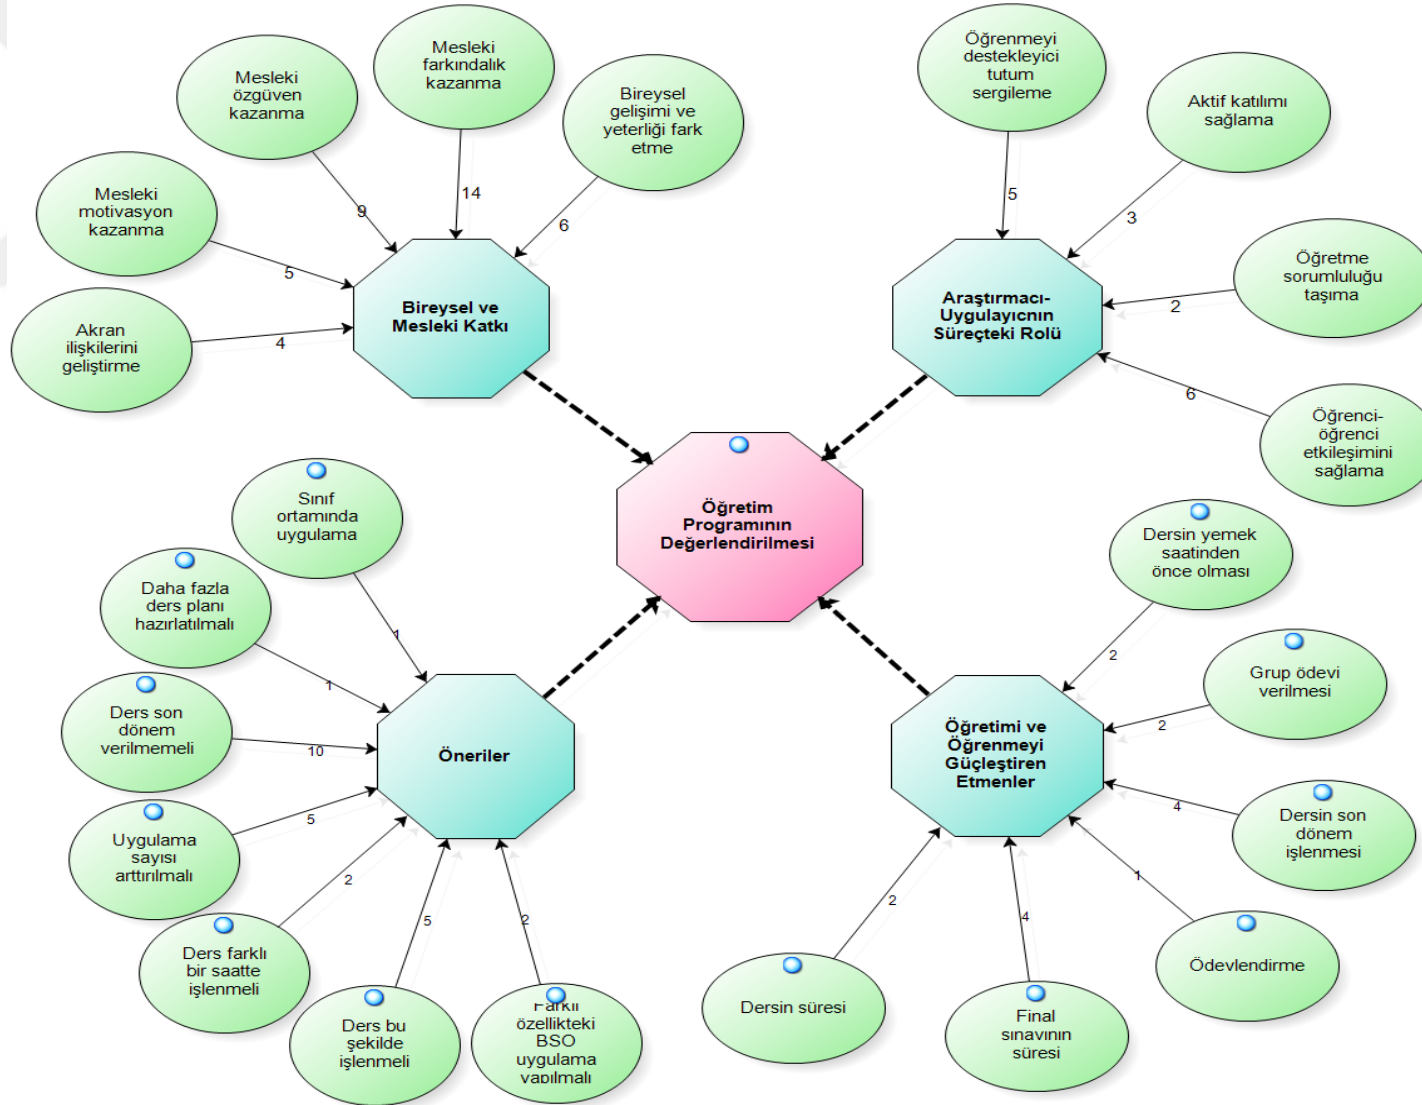 Mesleki
farkındalık
kazanma
Mesleki
özgüven
kazanma
Bireysel
gelişimi ve
yeterliği fark
etme
Mesleki
motivasyon
kazanma
Akran
ilişkilerini
geliştirme
9
14
6
5
4
Bireysel ve
Mesleki Katkı
Öğrenmeyi
destekleyici
tutum
sergileme
Aktif katılımı
sağlama
Öğretme
sorumluluğu
taşıma
Öğrenci-
öğrenci
etkileşimini
sağlama
5
3
2
6
Araştırmacı-
Uygulayıcnın
Süreçteki Rolü
Öğretim
Programının
Değerlendirilmesi
Sınıf
ortamında
uygulama
Daha fazla
ders planı
hazırlatılmalı
Ders son
dönem
verilmemeli
Uygulama
sayısı
arttırılmalı
Ders farklı
bir saatte
işlenmeli
Ders bu
şekilde
işlenmeli
Farklı
özellikteki
BSO
uygulama
yapılmalı
1
1
10
5
2
5
2
Öneriler
Dersin yemek
saatinden
önce olması
Grup ödevi
verilmesi
Dersin son
dönem
işlenmesi
Ödevlendirme
Final
sınavının
süresi
Dersin süresi
2
2
4
1
4
2
Öğretimi ve
Öğrenmeyi
Güçleştiren
Etmenler